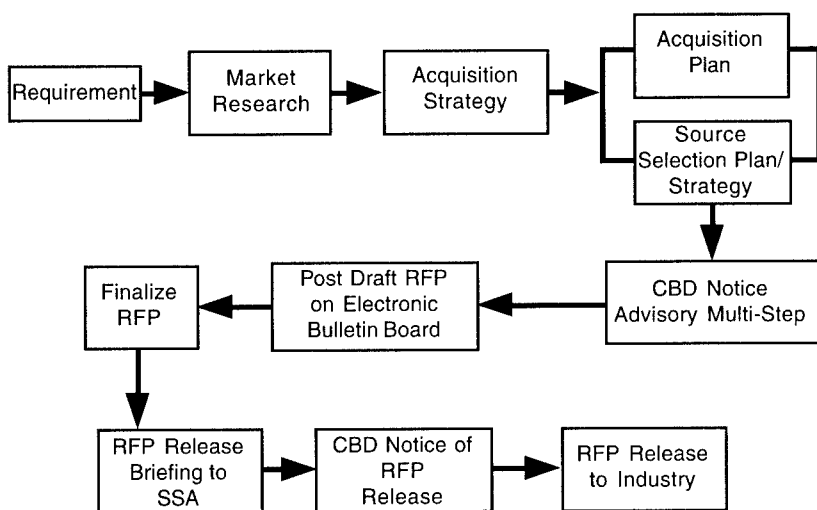 Requirement
Market
Research
Acquisition
Strategy
Acquisition
Plan
Source
Selection Plan/
Strategy
CBD Notice
Advisory Multi-Step
Post Draft RFP
on Electronic
Bulletin Board
Finalize
RFP
RFP Release
Briefing to
SSA
CBD Notice of
RFP
Release
RFP Release
to Industry